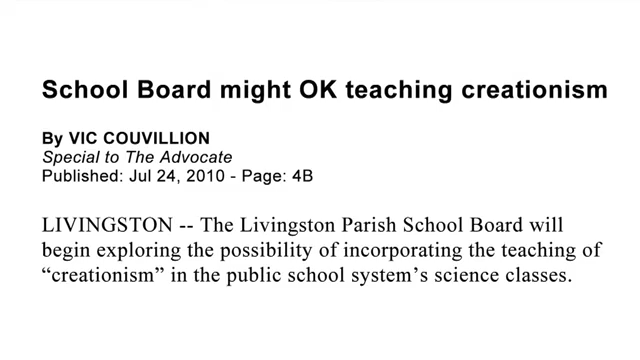 School Board might OK teaching creationism
By VIC COUVILLION
Special to The Advocate
Published: Jul 24, 2010 - Page: 4B
LIVINGSTON -- The Livingston Parish School Board will
begin exploring the possibility of incorporating the teaching of
“creationism” in the public school system’s science classes.